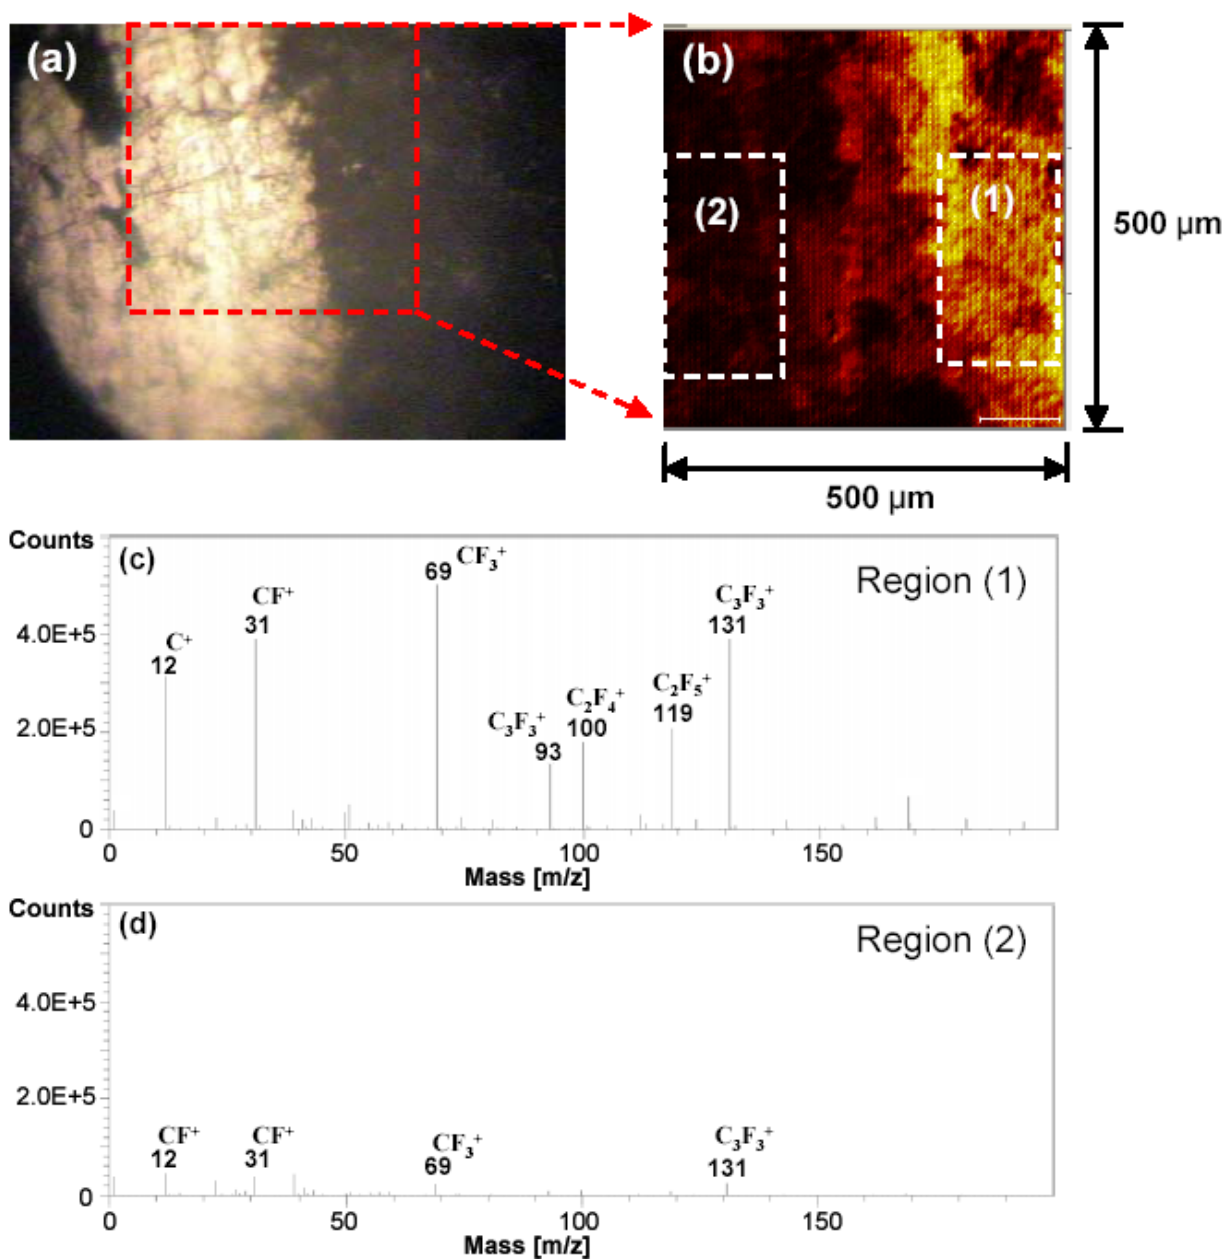 (a)
(b)
(2)
(1)
500 µm
500 µm
Counts
(c)
Region (1)
CF₃⁺
69
CF⁺
31
C₃F₃⁺
131
4.0E+5
C⁺
12
C₂F₅⁺
119
C₂F₄⁺
100
C₃F₃⁺
93
2.0E+5
0
0 50 100 150
Mass [m/z]
Counts
(d)
Region (2)
4.0E+5
2.0E+5
CF⁺
12
CF⁺
31
CF₃⁺
69
C₃F₃⁺
131
0
0 50 100 150
Mass [m/z]